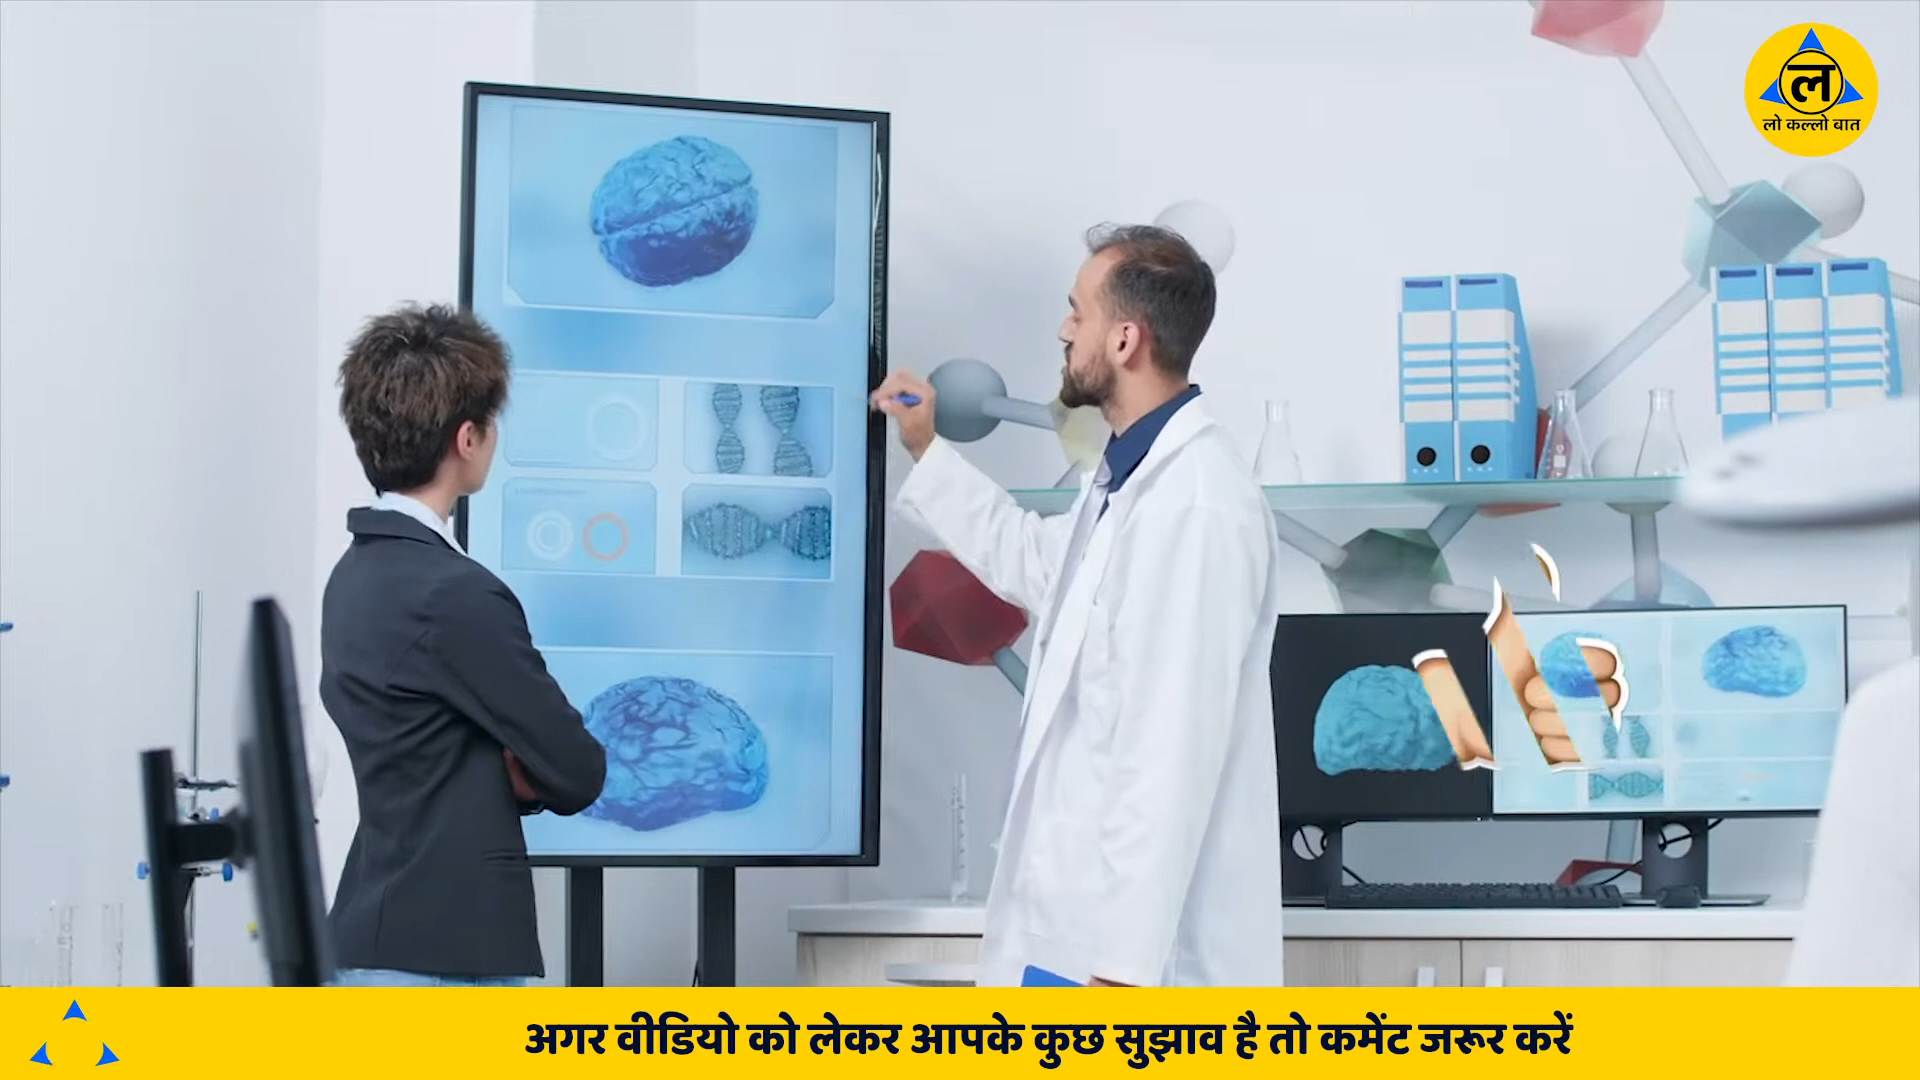 ल
लो कल्लो बात
अगर वीडियो को लेकर आपके कुछ सुझाव है तो कमेंट जरूर करें